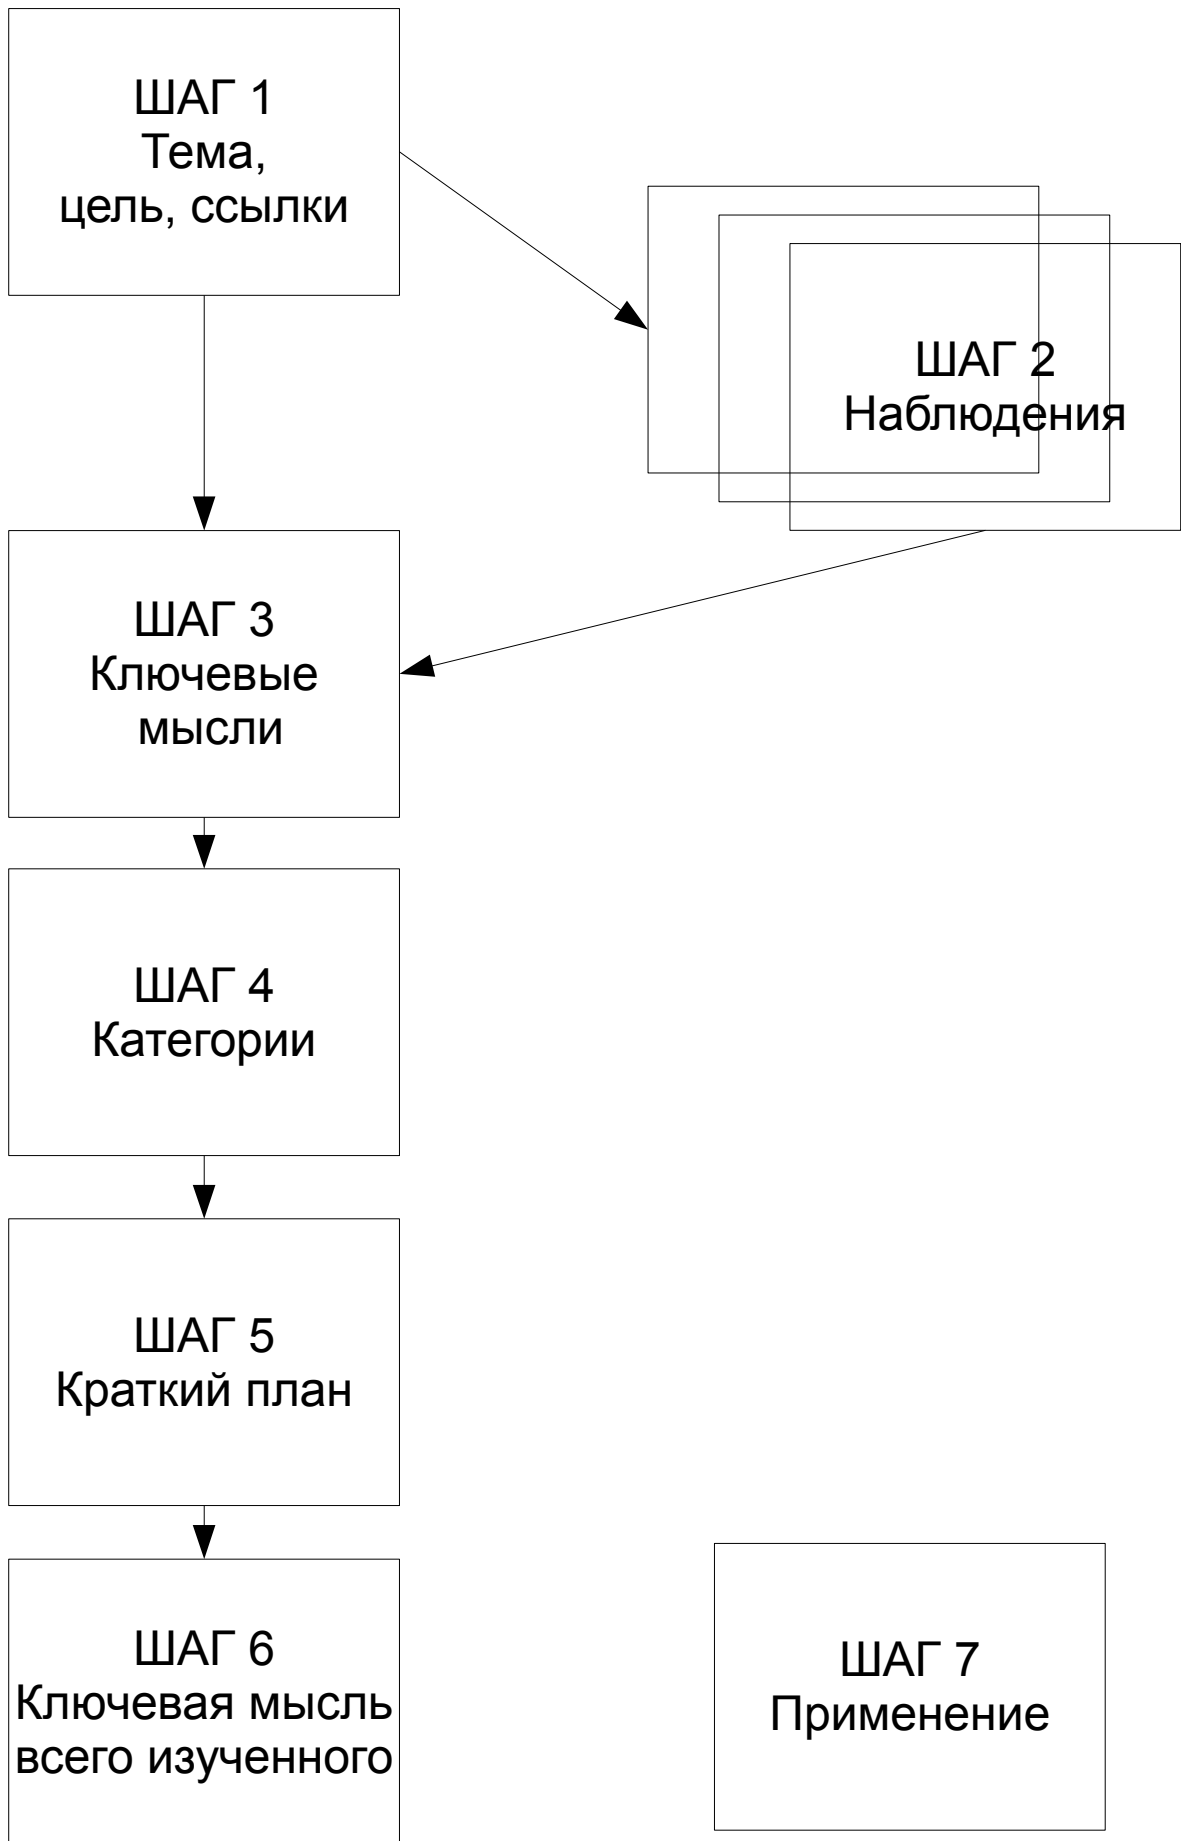 ШАГ 1
Тема,
цель, ссылки
ШАГ 2
Наблюдения
ШАГ 3
Ключевые
мысли
ШАГ 4
Категории
ШАГ 5
Краткий план
ШАГ 6
Ключевая мысль
всего изученного
ШАГ 7
Применение